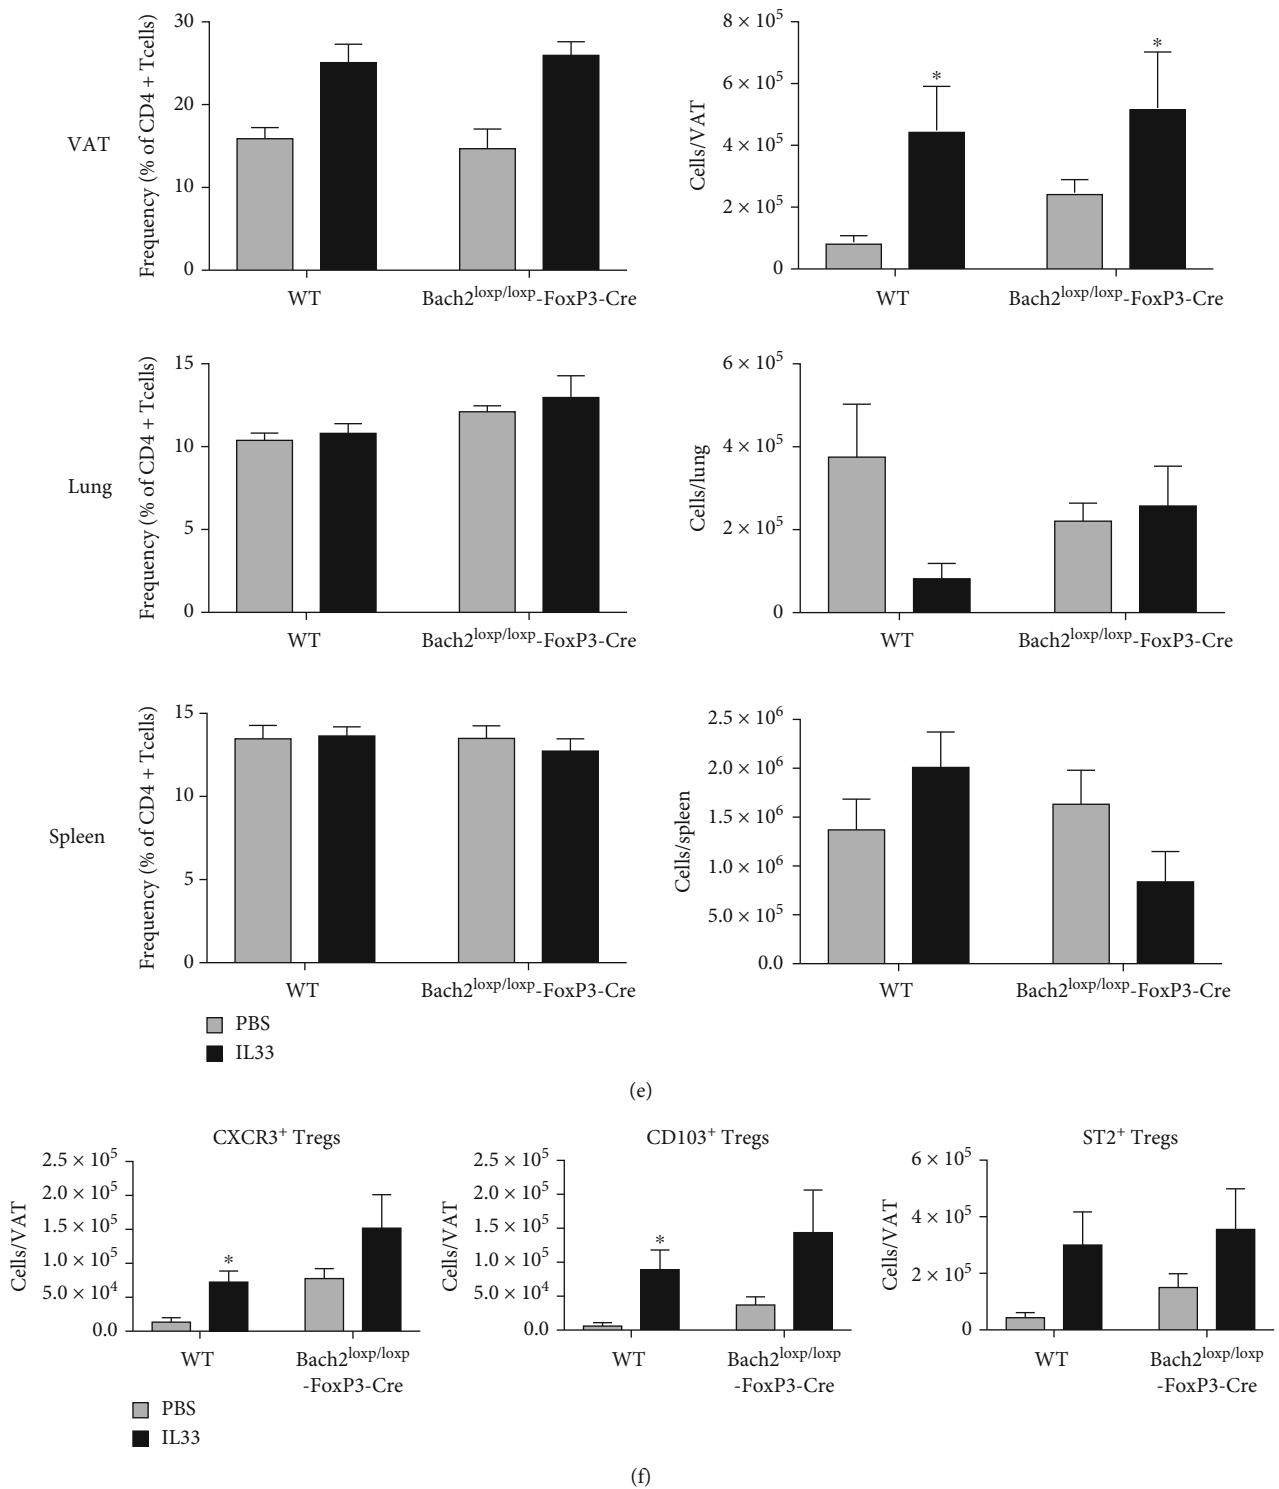 VAT
Frequency (% of CD4 + Tcells)
30
20
10
0
WT
Bach2loxp/loxp-FoxP3-Cre
Cells/VAT
8 × 10⁵
6 × 10⁵
4 × 10⁵
2 × 10⁵
0
*
*
WT
Bach2loxp/loxp-FoxP3-Cre
Lung
Frequency (% of CD4 + Tcells)
15
10
5
0
WT
Bach2loxp/loxp-FoxP3-Cre
Cells/lung
6 × 10⁵
4 × 10⁵
2 × 10⁵
0
WT
Bach2loxp/loxp-FoxP3-Cre
Spleen
Frequency (% of CD4 + Tcells)
15
10
5
0
WT
Bach2loxp/loxp-FoxP3-Cre
Cells/spleen
2.5 × 10⁶
2.0 × 10⁶
1.5 × 10⁶
1.0 × 10⁶
5.0 × 10⁵
0.0
WT
Bach2loxp/loxp-FoxP3-Cre
PBS
IL33
(e)
CXCR3⁺ Tregs
Cells/VAT
2.5 × 10⁵
2.0 × 10⁵
1.5 × 10⁵
1.0 × 10⁵
5.0 × 10⁴
0.0
*
WT
Bach2loxp/loxp
-FoxP3-Cre
CD103⁺ Tregs
Cells/VAT
2.5 × 10⁵
2.0 × 10⁵
1.5 × 10⁵
1.0 × 10⁵
5.0 × 10⁴
0.0
*
WT
Bach2loxp/loxp
-FoxP3-Cre
ST2⁺ Tregs
Cells/VAT
6 × 10⁵
4 × 10⁵
2 × 10⁵
0
WT
Bach2loxp/loxp
-FoxP3-Cre
PBS
IL33
(f)